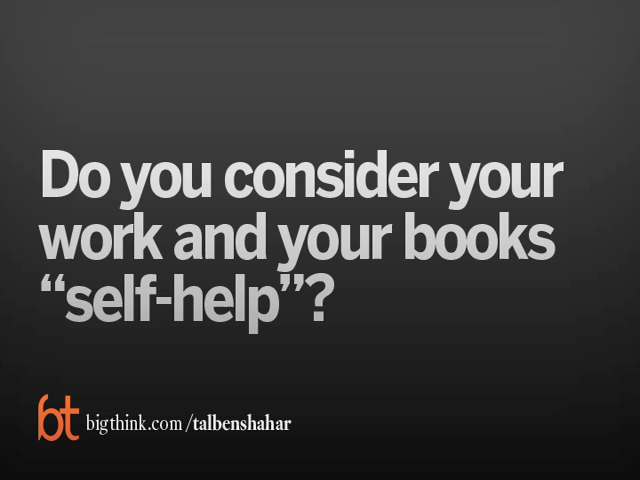 Do you consider your
work and your books
“self-help”?
bt bigthink.com/talbenshahar